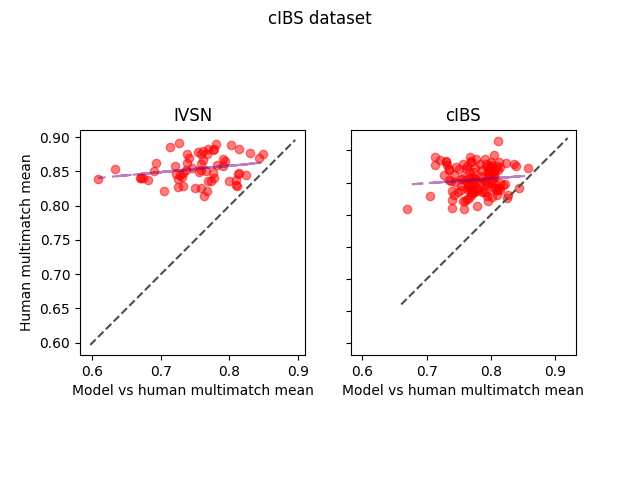 cIBS dataset
IVSN
cIBS
0.90
0.85
0.80
0.75
0.70
0.65
0.60
Human multimatch mean
0.6 0.7 0.8 0.9
0.6 0.7 0.8 0.9
Model vs human multimatch mean
Model vs human multimatch mean